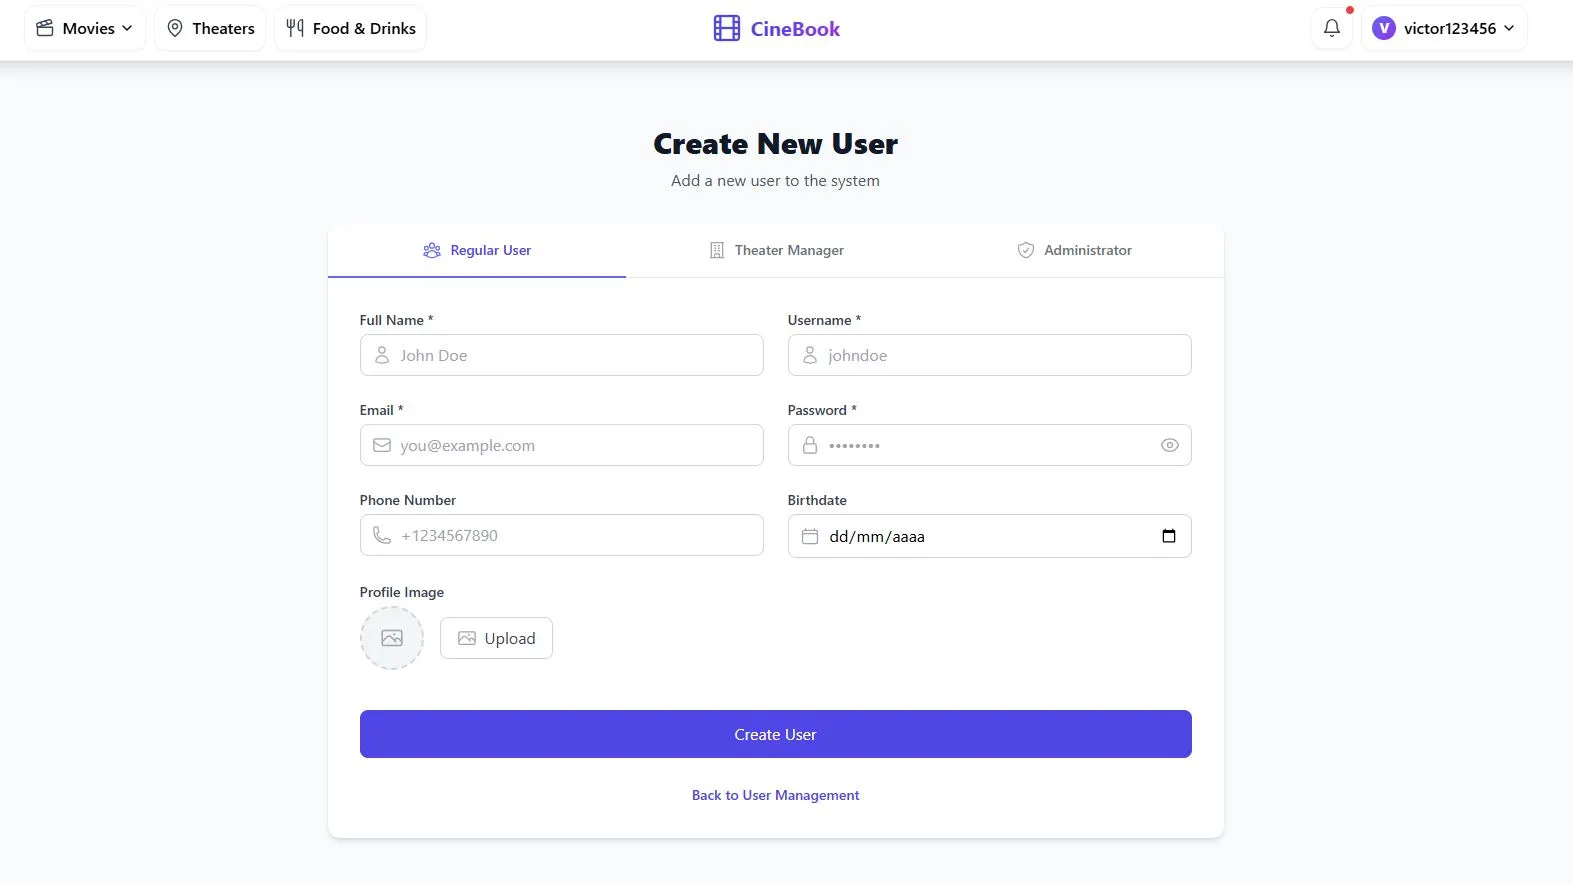 Movies
Theaters
Food & Drinks
CineBook
V
victor123456
Create New User
Add a new user to the system
Regular User
Theater Manager
Administrator
Full Name *
Username *
John Doe
johndoe
Email *
Password *
you@example.com
••••••••
Phone Number
Birthdate
+1234567890
dd/mm/aaaa
Profile Image
Upload
Create User
Back to User Management